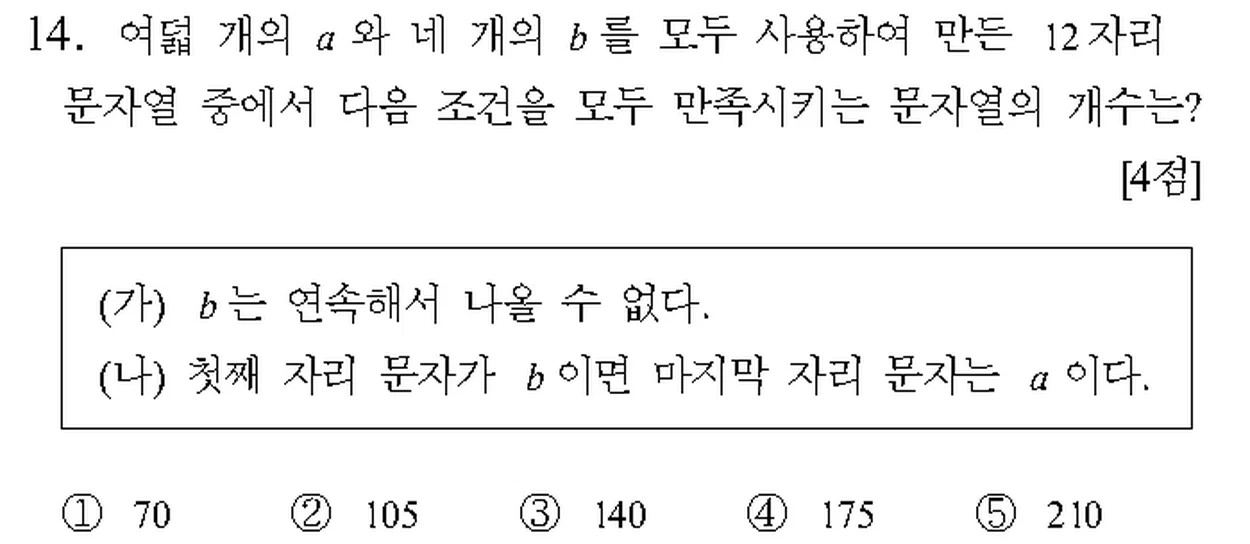 14. 여덟 개의 a 와 네 개의 b 를 모두 사용하여 만든 12자리
문자열 중에서 다음 조건을 모두 만족시키는 문자열의 개수는?
[4점]
(가) b 는 연속해서 나올 수 없다.
(나) 첫째 자리 문자가 b 이면 마지막 자리 문자는 a 이다.
① 70 ② 105 ③ 140 ④ 175 ⑤ 210